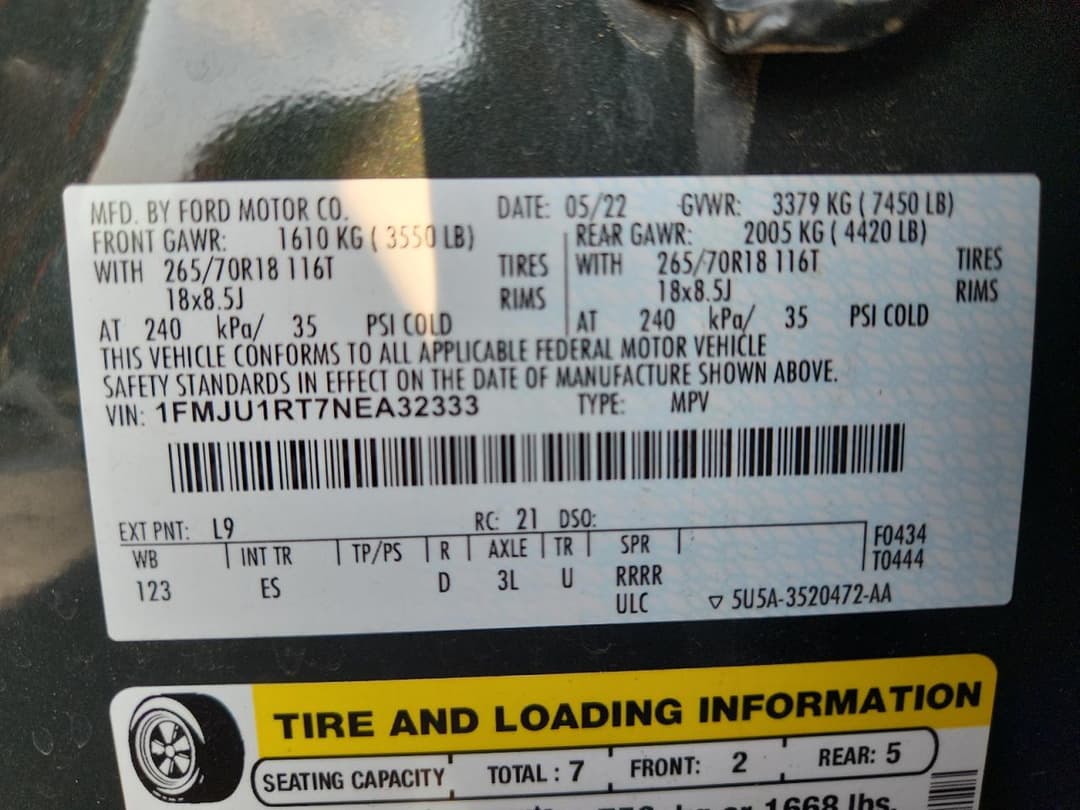 MFD. BY FORD MOTOR CO. DATE: 05/22 GVWR: 3379 KG ( 7450 LB)
FRONT GAWR: 1610 KG ( 3550 LB) REAR GAWR: 2005 KG ( 4420 LB)
WITH 265/70R18 116T TIRES WITH 265/70R18 116T TIRES
18x8.5J RIMS 18x8.5J RIMS
AT 240 kPa/ 35 PSI COLD AT 240 kPa/ 35 PSI COLD
THIS VEHICLE CONFORMS TO ALL APPLICABLE FEDERAL MOTOR VEHICLE
SAFETY STANDARDS IN EFFECT ON THE DATE OF MANUFACTURE SHOWN ABOVE.
VIN: 1FMJU1RT7NEA32333 TYPE: MPV
EXT PNT: L9 RC: 21 DSO: F0434
WB INT TR TP/PS R AXLE TR SPR T0444
123 ES D 3L U RRRR
ULC ▽ 5U5A-3520472-AA
TIRE AND LOADING INFORMATION
SEATING CAPACITY TOTAL : 7 FRONT: 2 REAR: 5
kg or 1668 lbs.